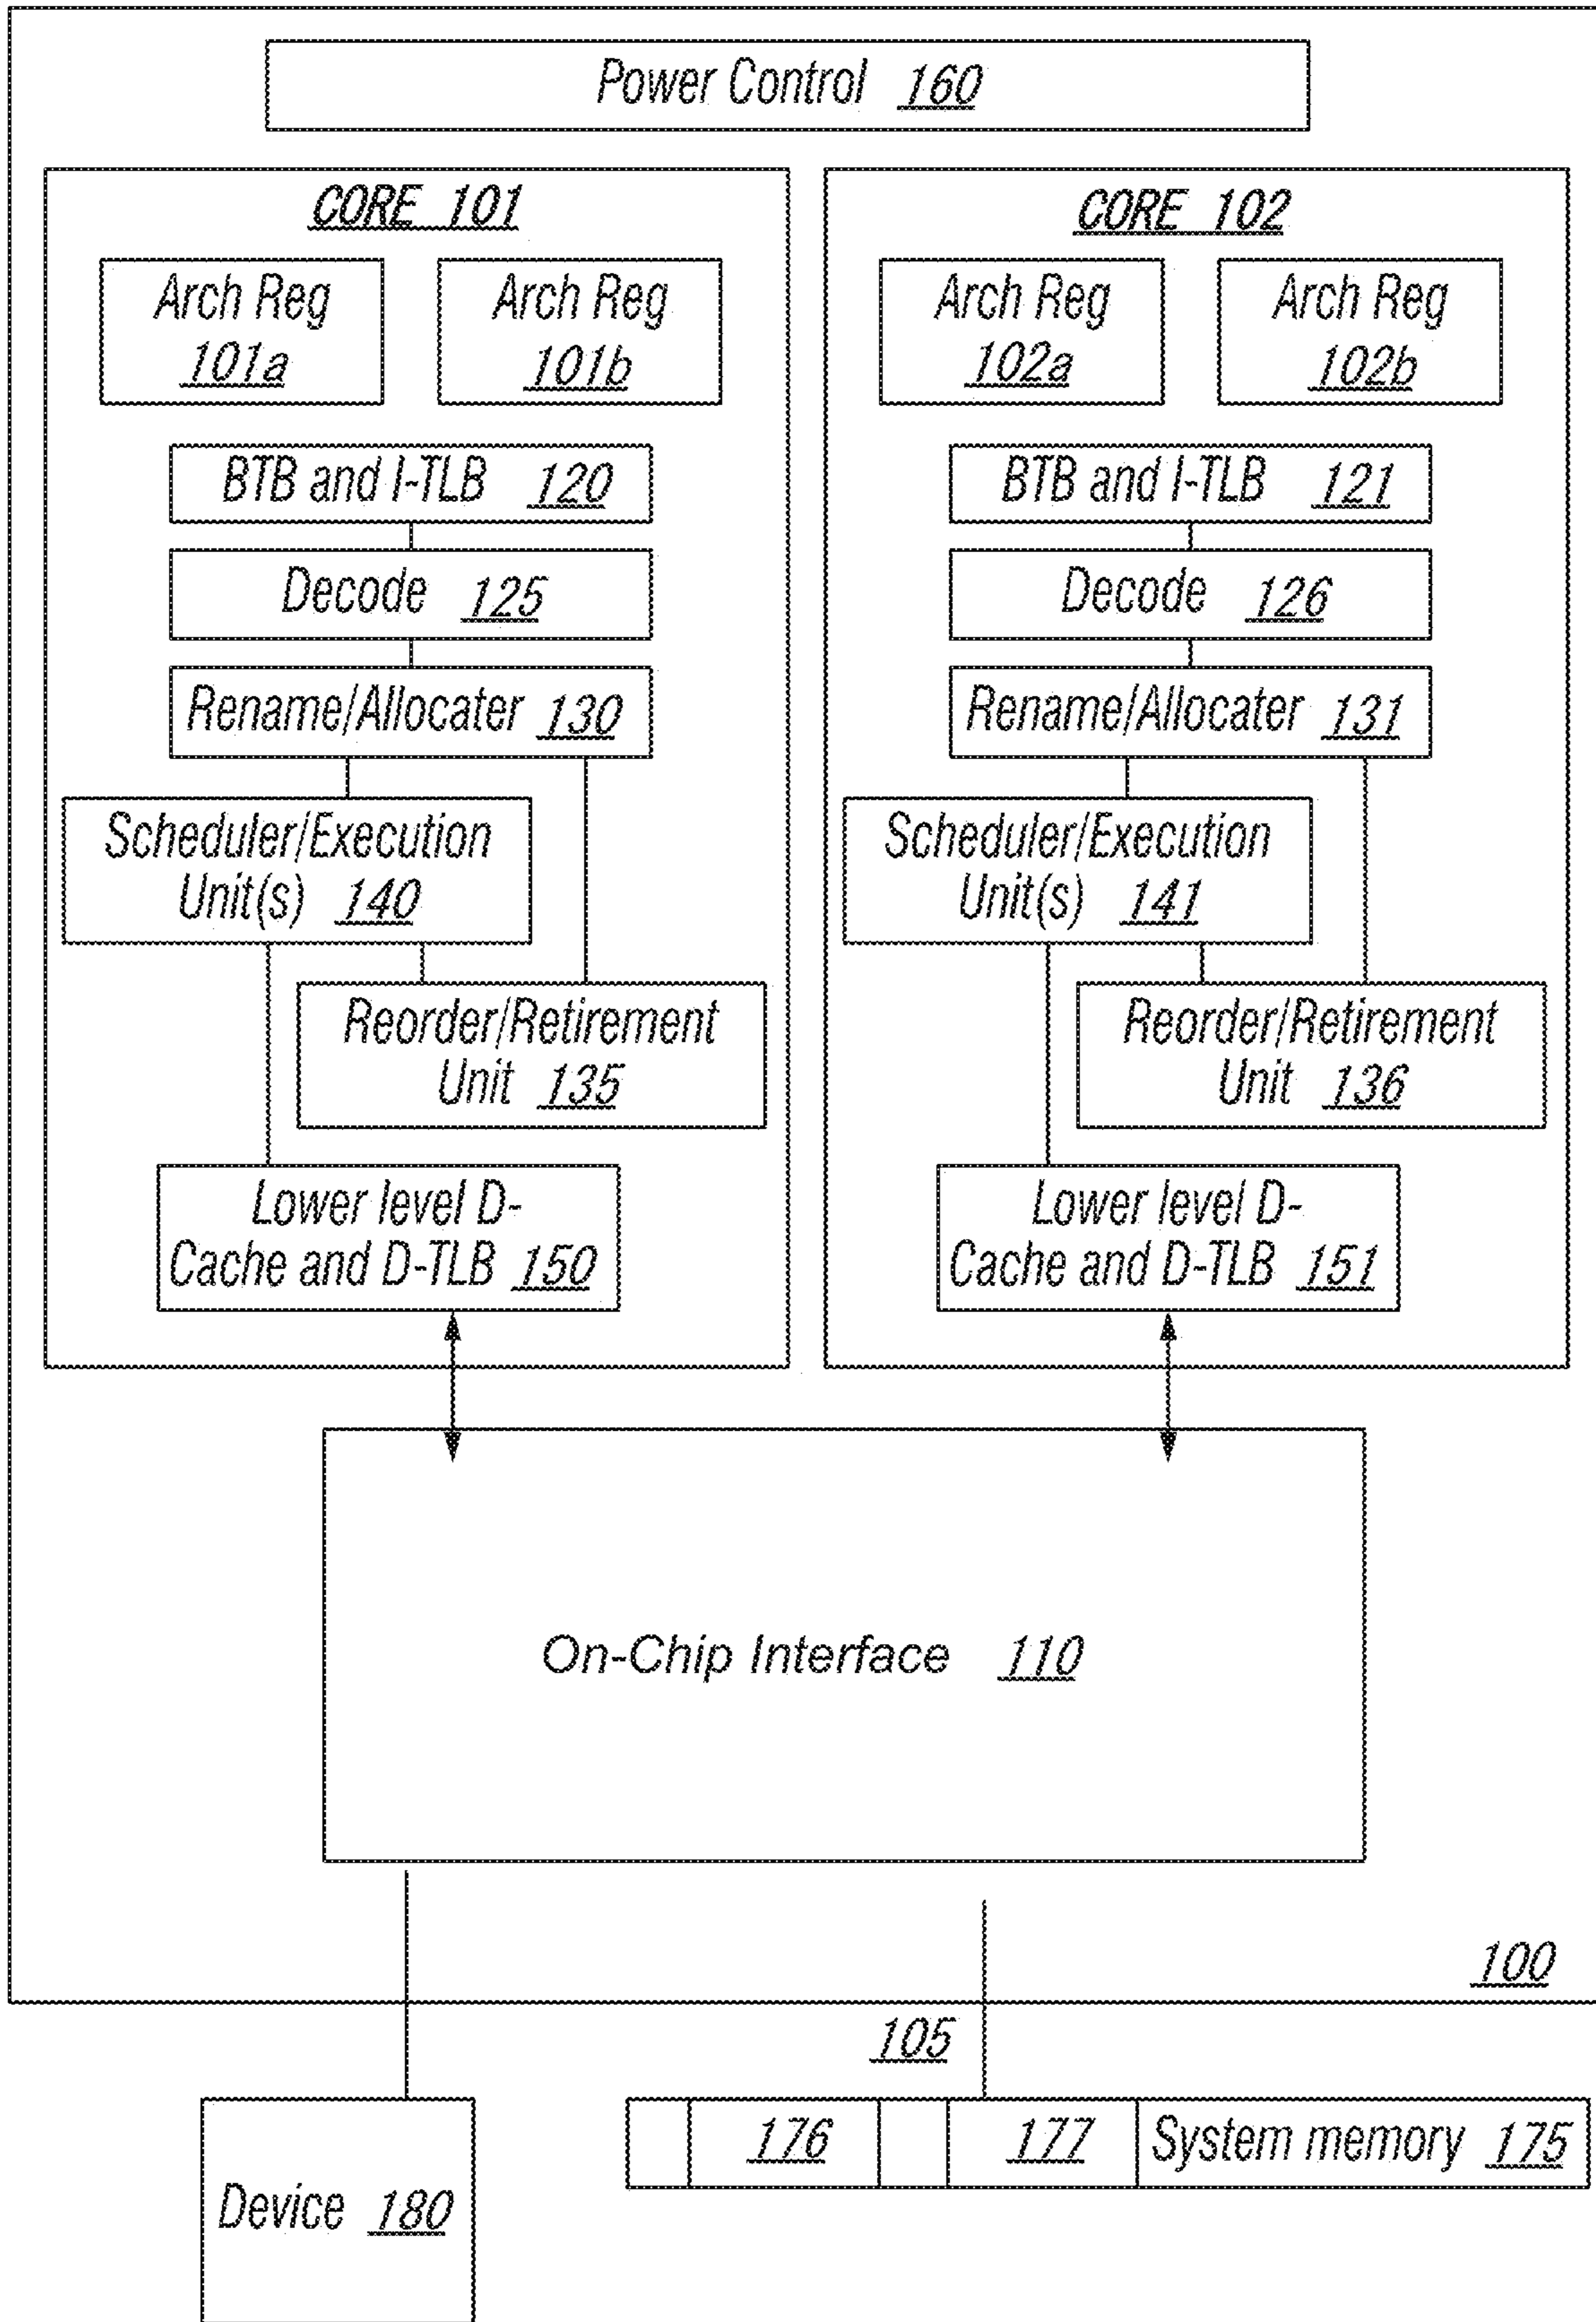 Power Control 160
CORE 101
Arch Reg
101a
Arch Reg
101b
BTB and I-TLB 120
Decode 125
Rename/Allocater 130
Scheduler/Execution
Unit(s) 140
Reorder/Retirement
Unit 135
Lower level D-
Cache and D-TLB 150
CORE 102
Arch Reg
102a
Arch Reg
102b
BTB and I-TLB 121
Decode 126
Rename/Allocater 131
Scheduler/Execution
Unit(s) 141
Reorder/Retirement
Unit 136
Lower level D-
Cache and D-TLB 151
On-Chip Interface 110
100
105
176
177
System memory 175
Device 180